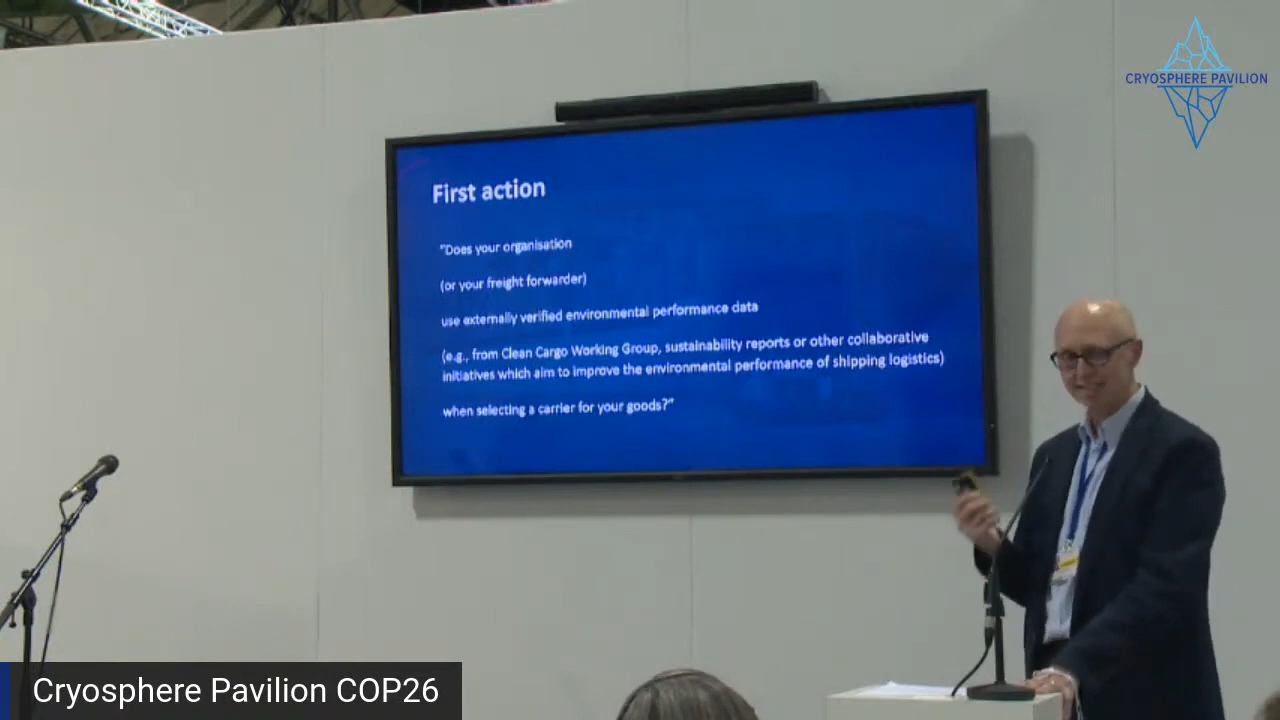 CRYOSPHERE PAVILION
First action
"Does your organisation
(or your freight forwarder)
use externally verified environmental performance data
(e.g., from Clean Cargo Working Group, sustainability reports or other collaborative
initiatives which aim to improve the environmental performance of shipping logistics)
when selecting a carrier for your goods?"
Cryosphere Pavilion COP26